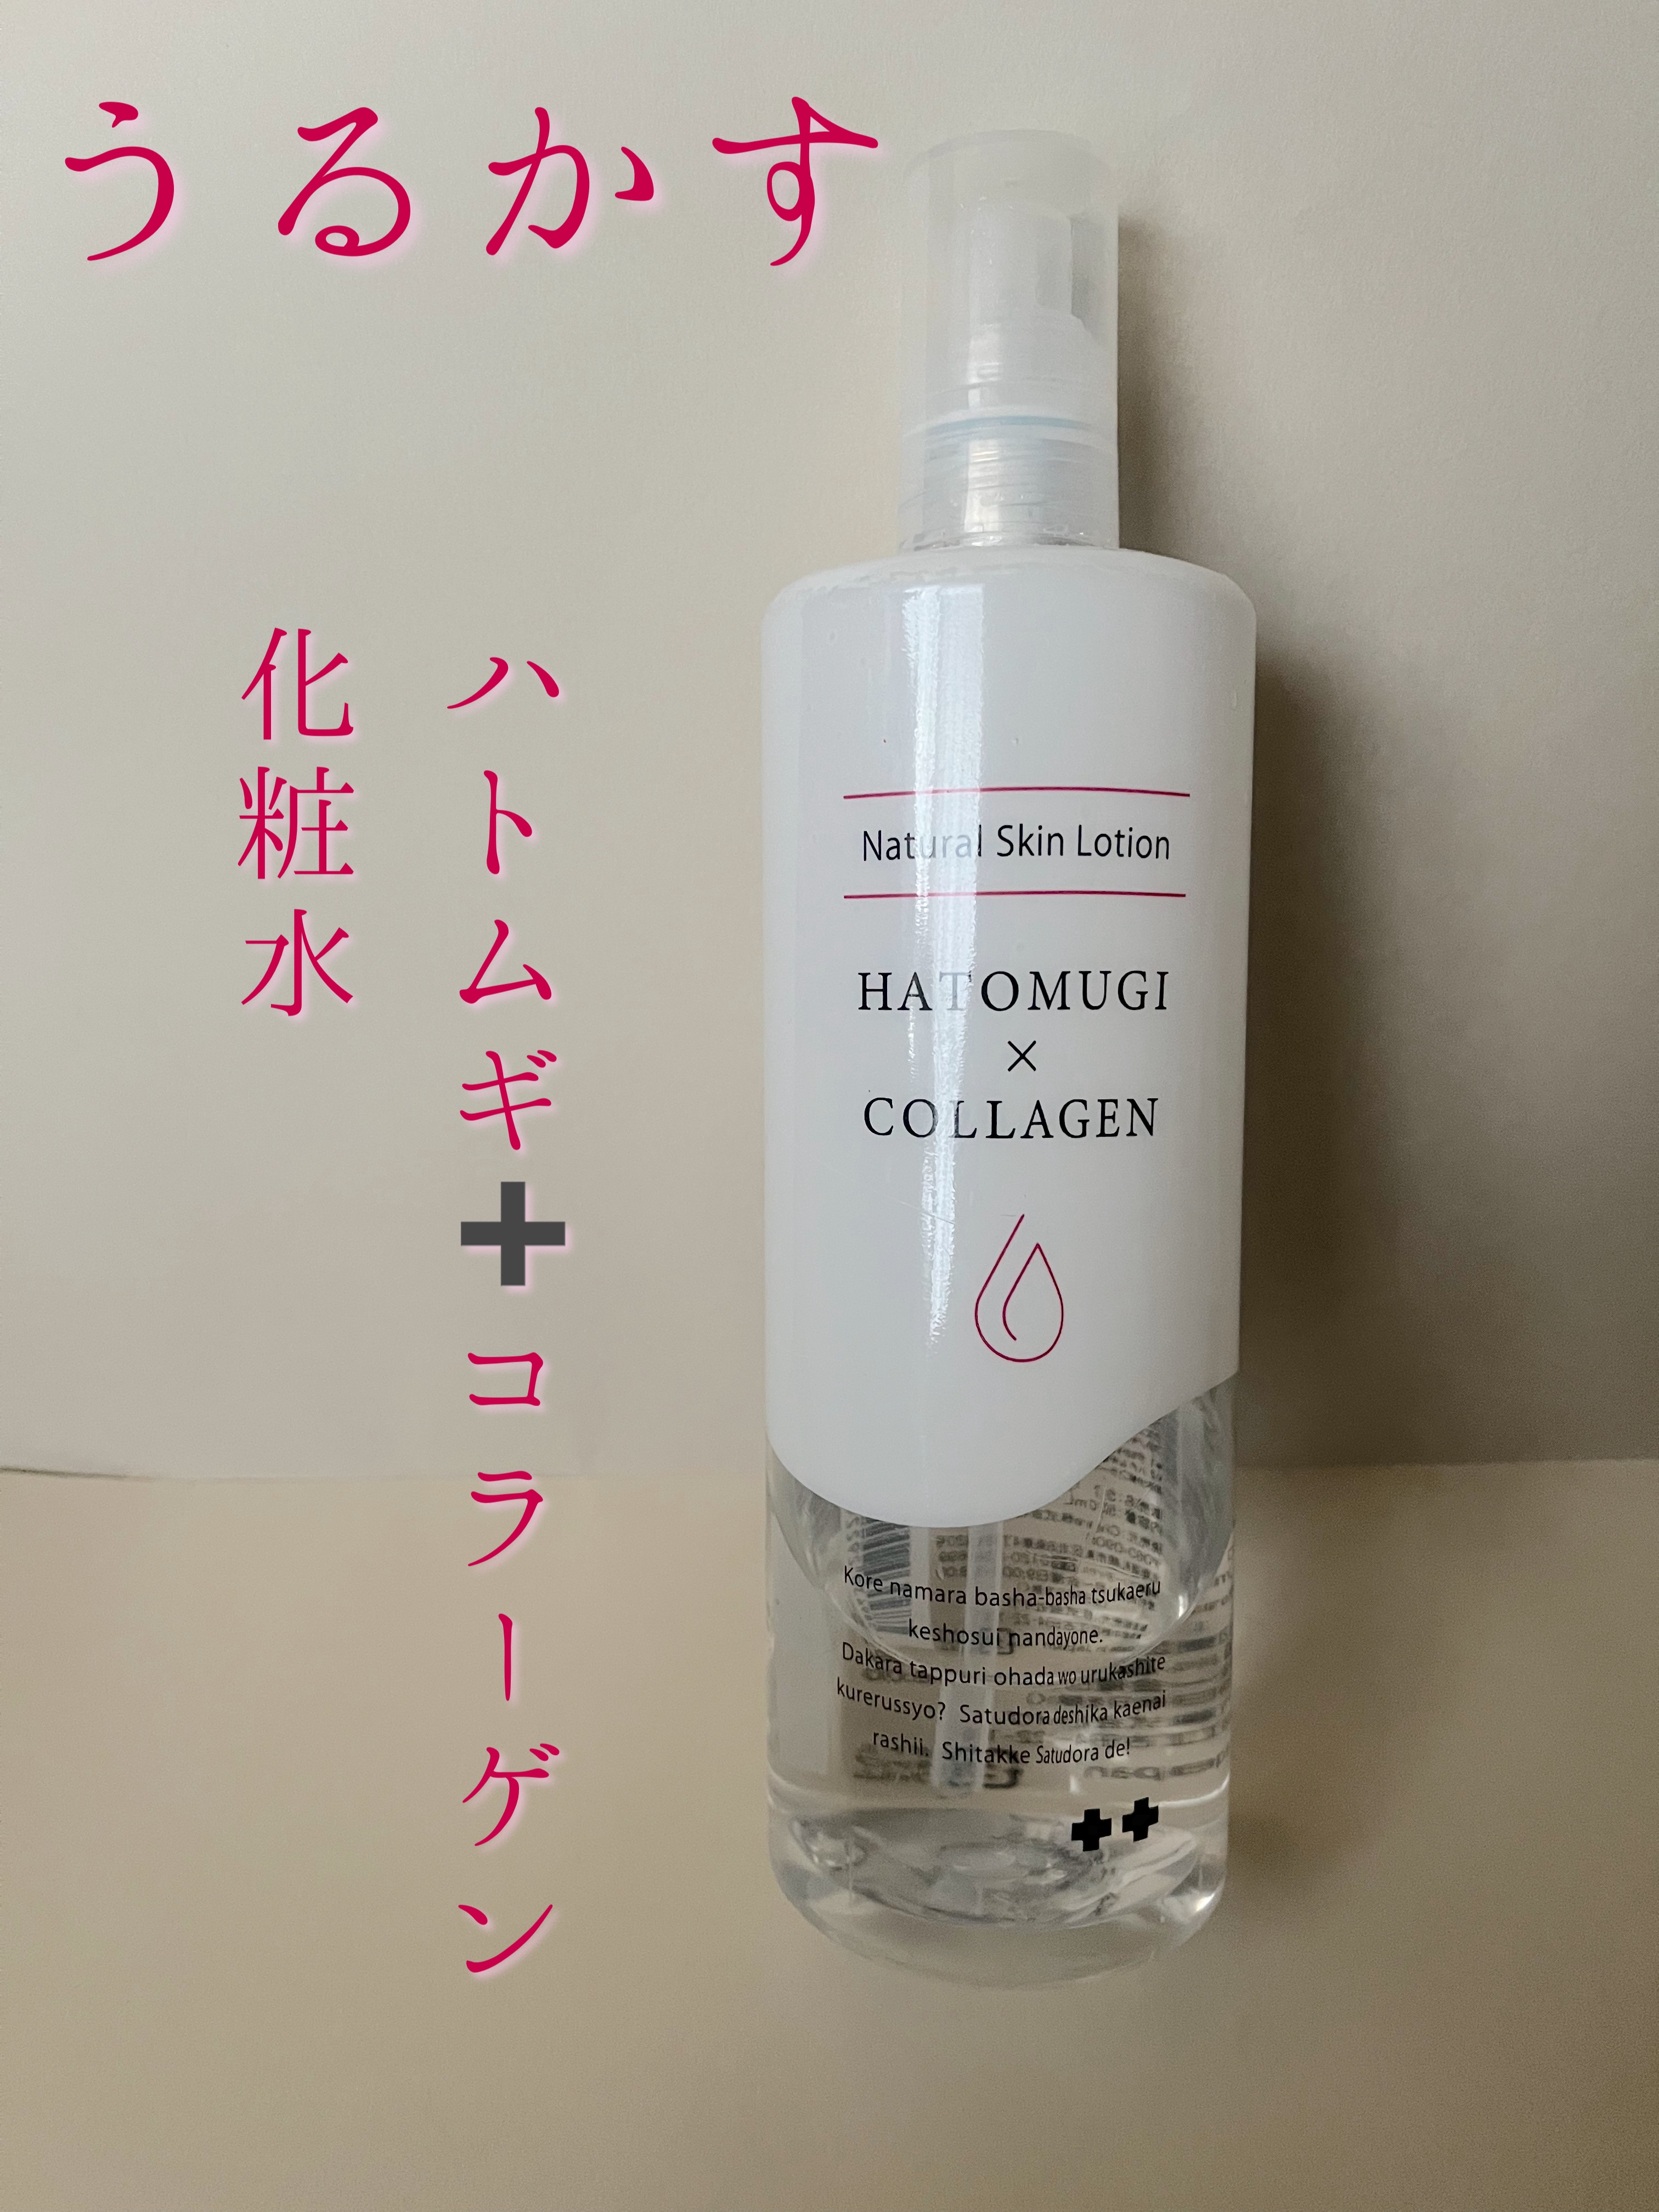 うるかす
ハトムギ➕コラーゲン
化粧水
Natural Skin Lotion
HATOMUGI
×
COLLAGEN
Kore namara basha-basha tsukaeru
keshosui nandayone.
Dakara tappuri ohada wo urukashite
kurerussyo? Satudora deshika kaenai
rashii. Shitakke Satudora de!